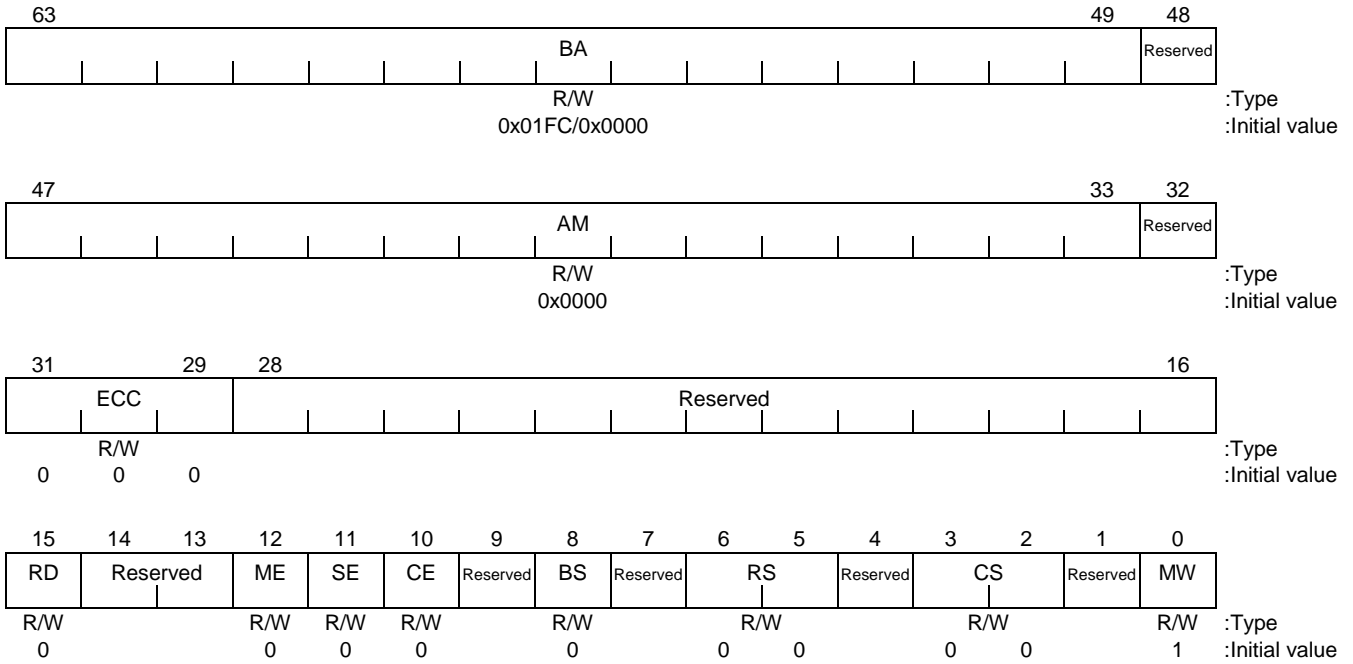 63 49 48
BA Reserved
R/W :Type
0x01FC/0x0000 :Initial value
47 33 32
AM Reserved
R/W :Type
0x0000 :Initial value
31 29 28 16
ECC Reserved
R/W :Type
0 0 0 :Initial value
15 14 13 12 11 10 9 8 7 6 5 4 3 2 1 0
RD Reserved ME SE CE Reserved BS Reserved RS Reserved CS Reserved MW
R/W R/W R/W R/W R/W R/W R/W R/W :Type
0 0 0 0 0 0 0 0 0 1 :Initial value